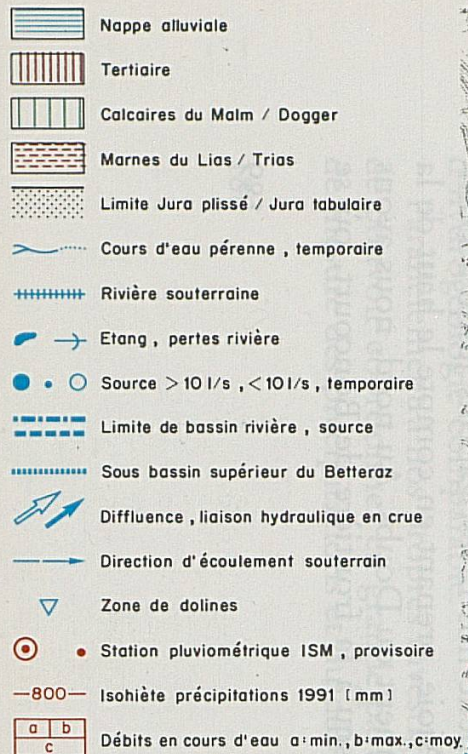 Nappe alluviale
Tertiaire
Calcaires du Malm / Dogger
Marnes du Lias / Trias
Limite Jura plissé / Jura tabulaire
Cours d'eau pérenne , temporaire
Rivière souterraine
Etang , pertes rivière
Source > 10 l/s , < 10 l/s , temporaire
Limite de bassin rivière , source
Sous bassin supérieur du Betteraz
Diffluence , liaison hydraulique en crue
Direction d'écoulement souterrain
Zone de dolines
Station pluviométrique ISM , provisoire
—800— Isohiète précipitations 1991 [mm]
a b
c
Débits en cours d'eau a:min., b:max., c:moy